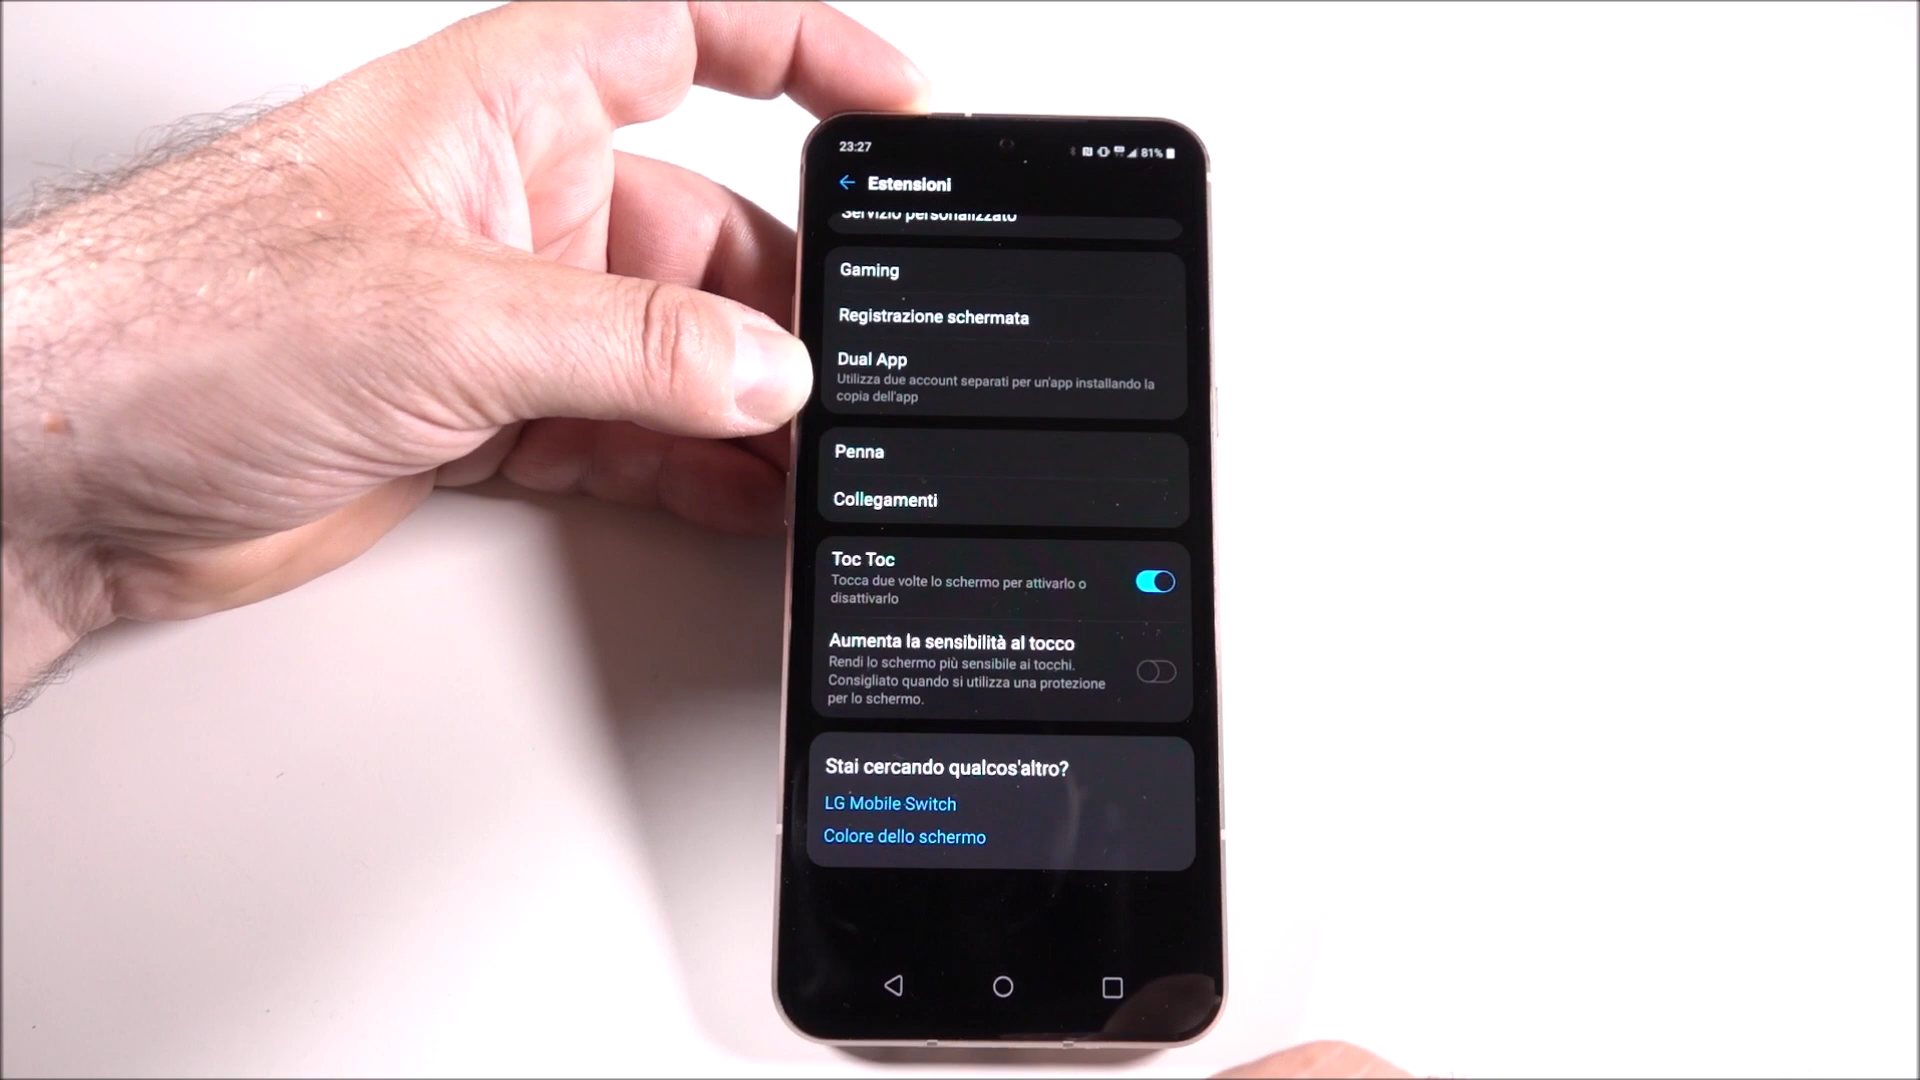 23:27
81%
Estensioni
Servizio personalizzato
Gaming
Registrazione schermata
Dual App
Utilizza due account separati per un'app installando la
copia dell'app
Penna
Collegamenti
Toc Toc
Tocca due volte lo schermo per attivarlo o
disattivarlo
Aumenta la sensibilità al tocco
Rendi lo schermo più sensibile ai tocchi.
Consigliato quando si utilizza una protezione
per lo schermo.
Stai cercando qualcos'altro?
LG Mobile Switch
Colore dello schermo